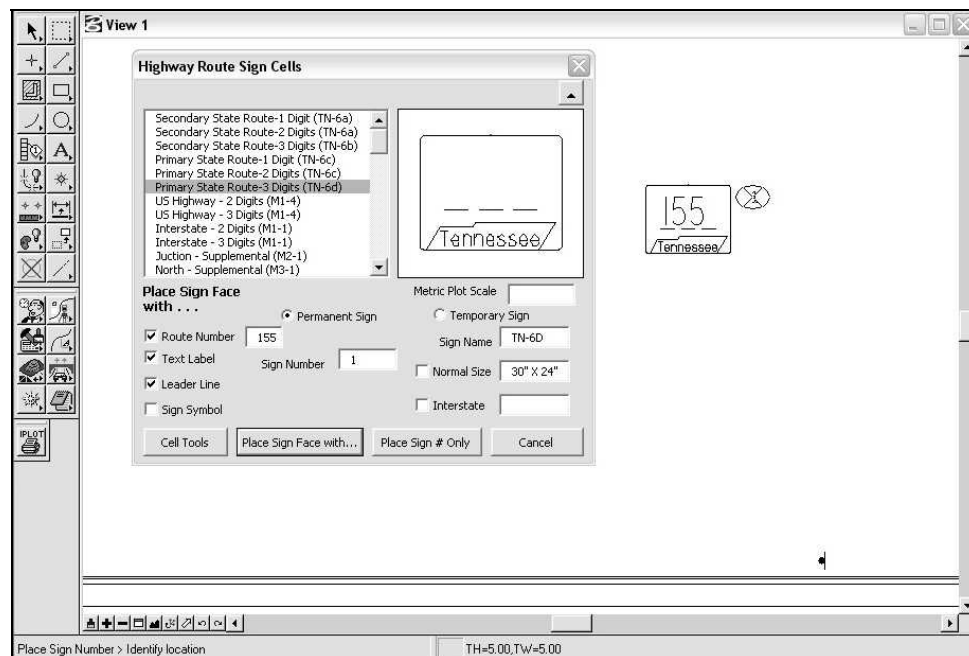 View 1
Highway Route Sign Cells
Secondary State Route-1 Digit (TN-6a)
Secondary State Route-2 Digits (TN-6a)
Secondary State Route-3 Digits (TN-6b)
Primary State Route-1 Digit (TN-6c)
Primary State Route-2 Digits (TN-6c)
Primary State Route-3 Digits (TN-6d)
US Highway - 2 Digits (M1-4)
US Highway - 3 Digits (M1-4)
Interstate - 2 Digits (M1-1)
Interstate - 3 Digits (M1-1)
Juction - Supplemental (M2-1)
North - Supplemental (M3-1)
Tennessee
155
1
Tennessee
Place Sign Face
with . . .
Metric Plot Scale
Permanent Sign
Temporary Sign
Route Number 155
Sign Name TN-6D
Text Label
Sign Number 1
Normal Size 30" X 24"
Leader Line
Interstate
Sign Symbol
Cell Tools Place Sign Face with... Place Sign # Only Cancel
IPLOT
Place Sign Number > Identify location TH=5.00,TW=5.00